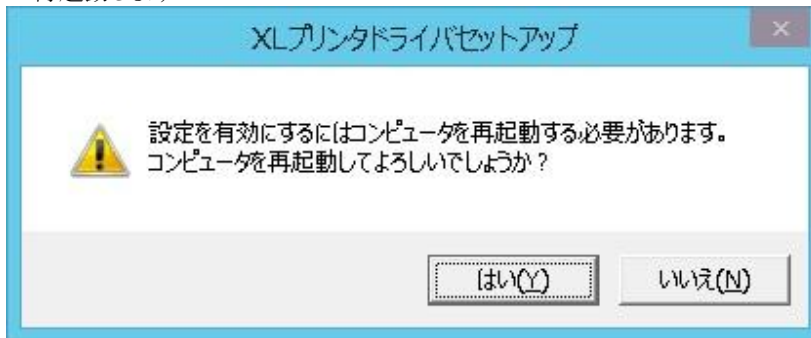 XLプリンタドライバセットアップ
設定を有効にするにはコンピュータを再起動する必要があります。
コンピュータを再起動してよろしいでしょうか?
はい(Y)
いいえ(N)